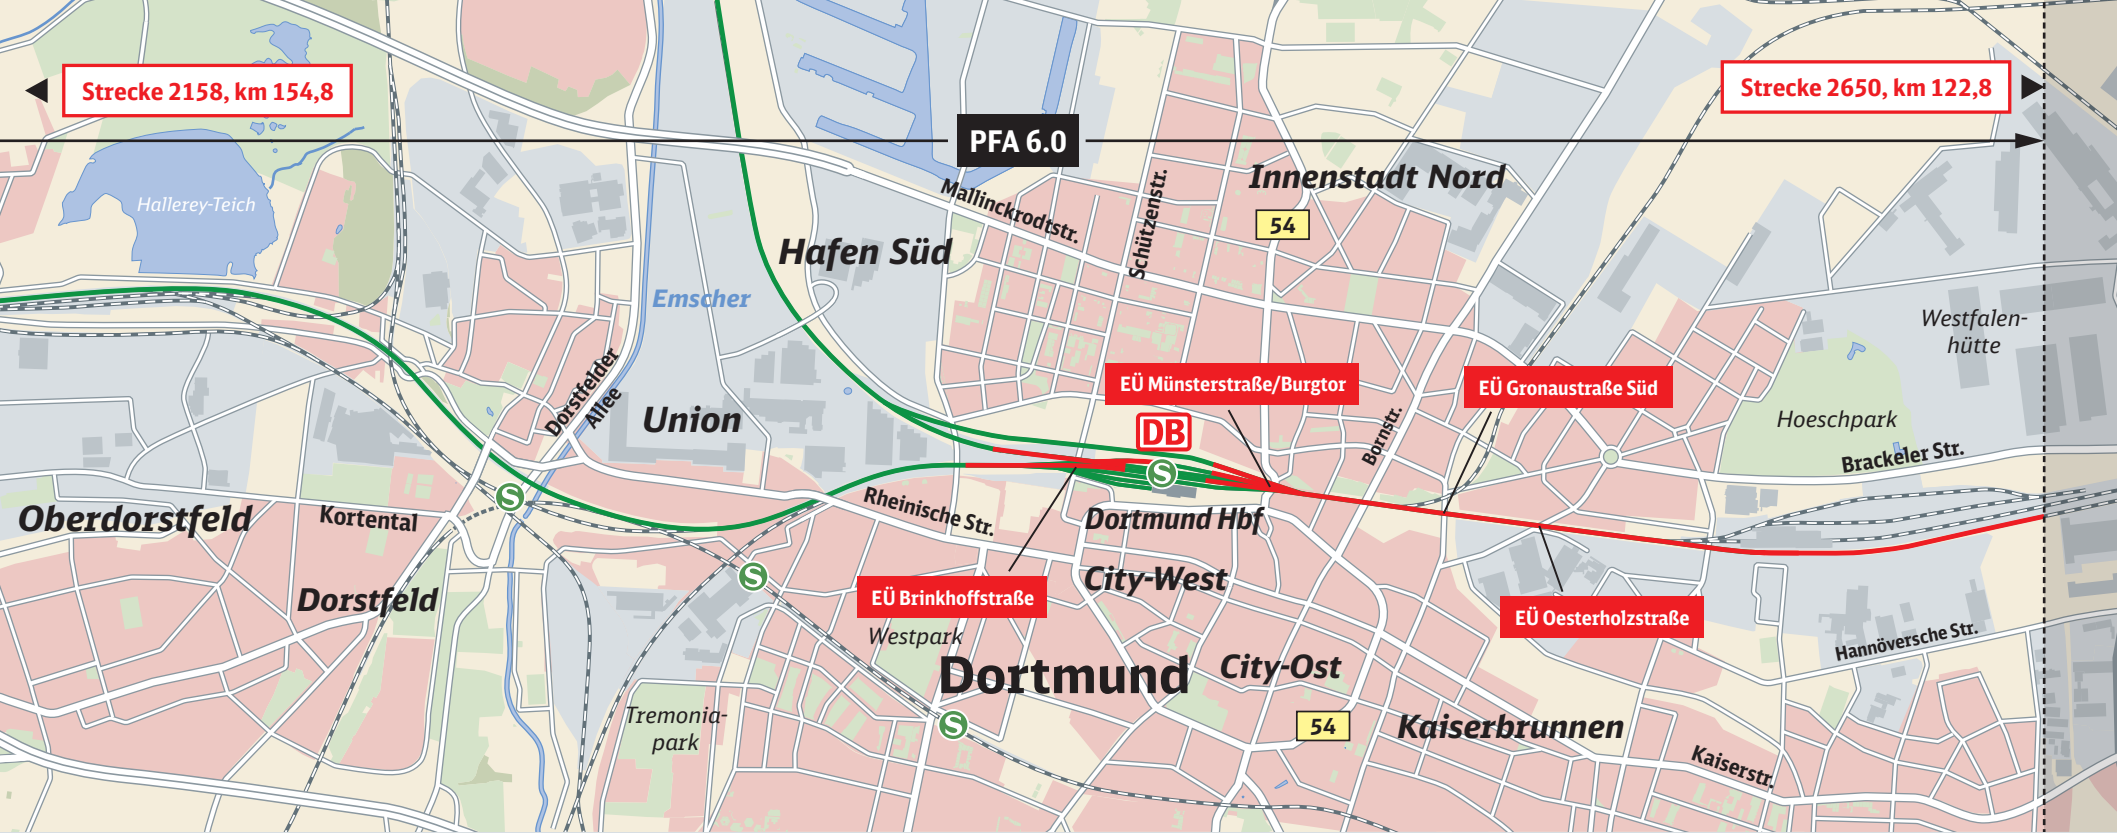 Strecke 2158, km 154,8
Strecke 2650, km 122,8
PFA 6.0
Hallerey-Teich
Mallinckrodtstr.
Schützenstr.
Innenstadt Nord
54
Hafen Süd
Emscher
Westfalen-
hütte
Dorstfelder
Allee
Union
EÜ Münsterstraße/Burgtor
EÜ Gronaustraße Süd
DB
Bornstr.
Hoeschpark
Brackeler Str.
S
S
Oberdorstfeld
Kortental
Rheinische Str.
Dortmund Hbf
S
City-West
EÜ Brinkhoffstraße
Dorstfeld
EÜ Oesterholzstraße
Westpark
Hannöversche Str.
Dortmund
City-Ost
Tremonia-
park
S
54
Kaiserbrunnen
Kaiserstr.